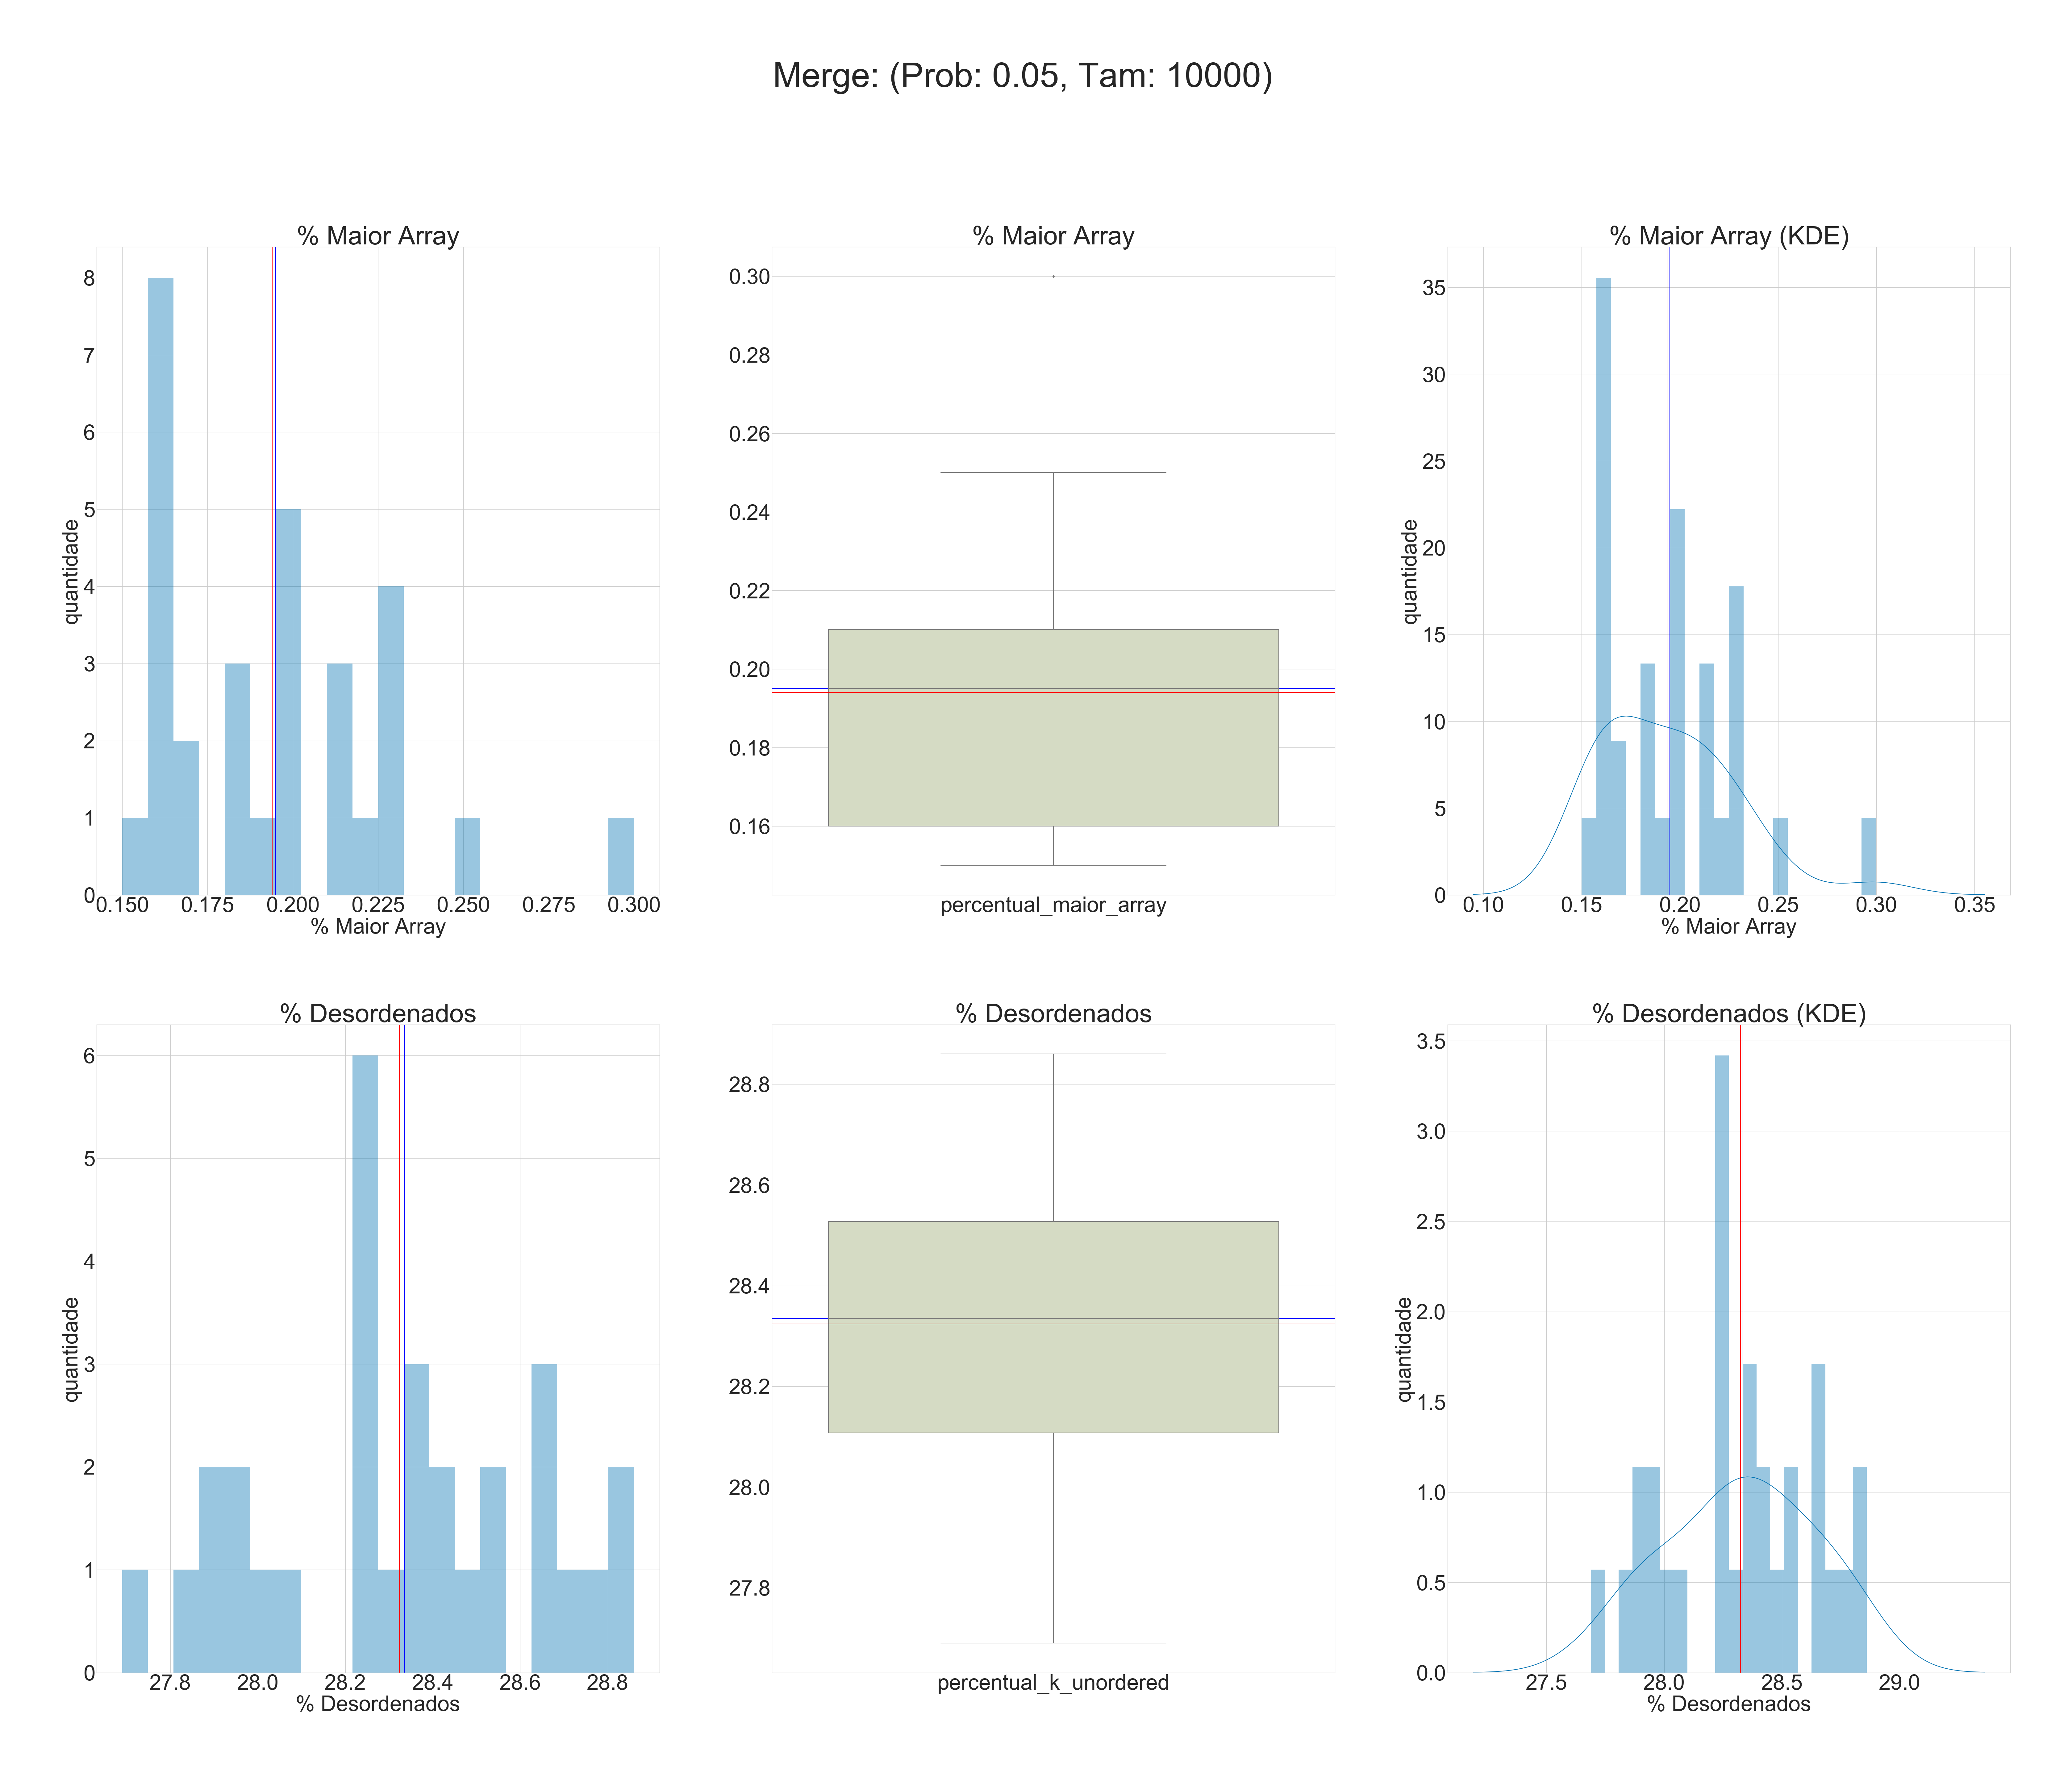 Merge: (Prob: 0.05, Tam: 10000)
% Maior Array
8
7
6
5
4
3
2
1
0
quantidade
0.150 0.175 0.200 0.225 0.250 0.275 0.300
% Maior Array
% Maior Array
0.30
0.28
0.26
0.24
0.22
0.20
0.18
0.16
percentual_maior_array
% Maior Array (KDE)
35
30
25
20
15
10
5
0
quantidade
0.10 0.15 0.20 0.25 0.30 0.35
% Maior Array
% Desordenados
6
5
4
3
2
1
0
quantidade
27.8 28.0 28.2 28.4 28.6 28.8
% Desordenados
% Desordenados
28.8
28.6
28.4
28.2
28.0
27.8
percentual_k_unordered
% Desordenados (KDE)
3.5
3.0
2.5
2.0
1.5
1.0
0.5
0.0
quantidade
27.5 28.0 28.5 29.0
% Desordenados